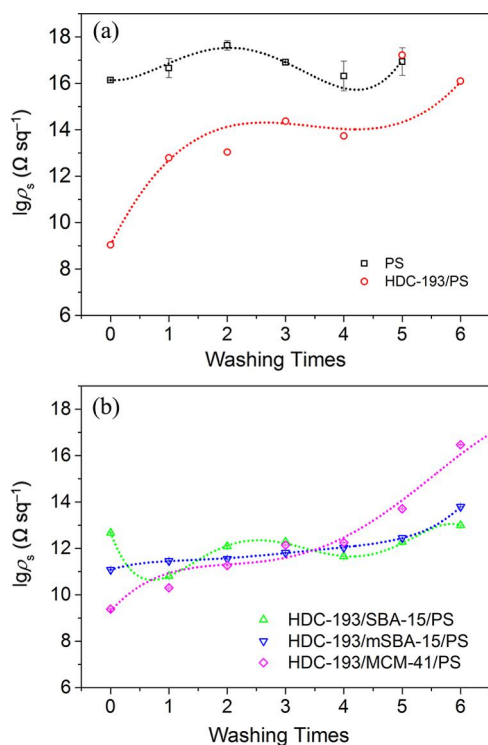 (a)
18
16
14
12
10
8
6
lgρs (Ω sq⁻¹)
PS
HDC-193/PS
0 1 2 3 4 5 6
Washing Times
(b)
18
16
14
12
10
8
6
lgρs (Ω sq⁻¹)
HDC-193/SBA-15/PS
HDC-193/mSBA-15/PS
HDC-193/MCM-41/PS
0 1 2 3 4 5 6
Washing Times